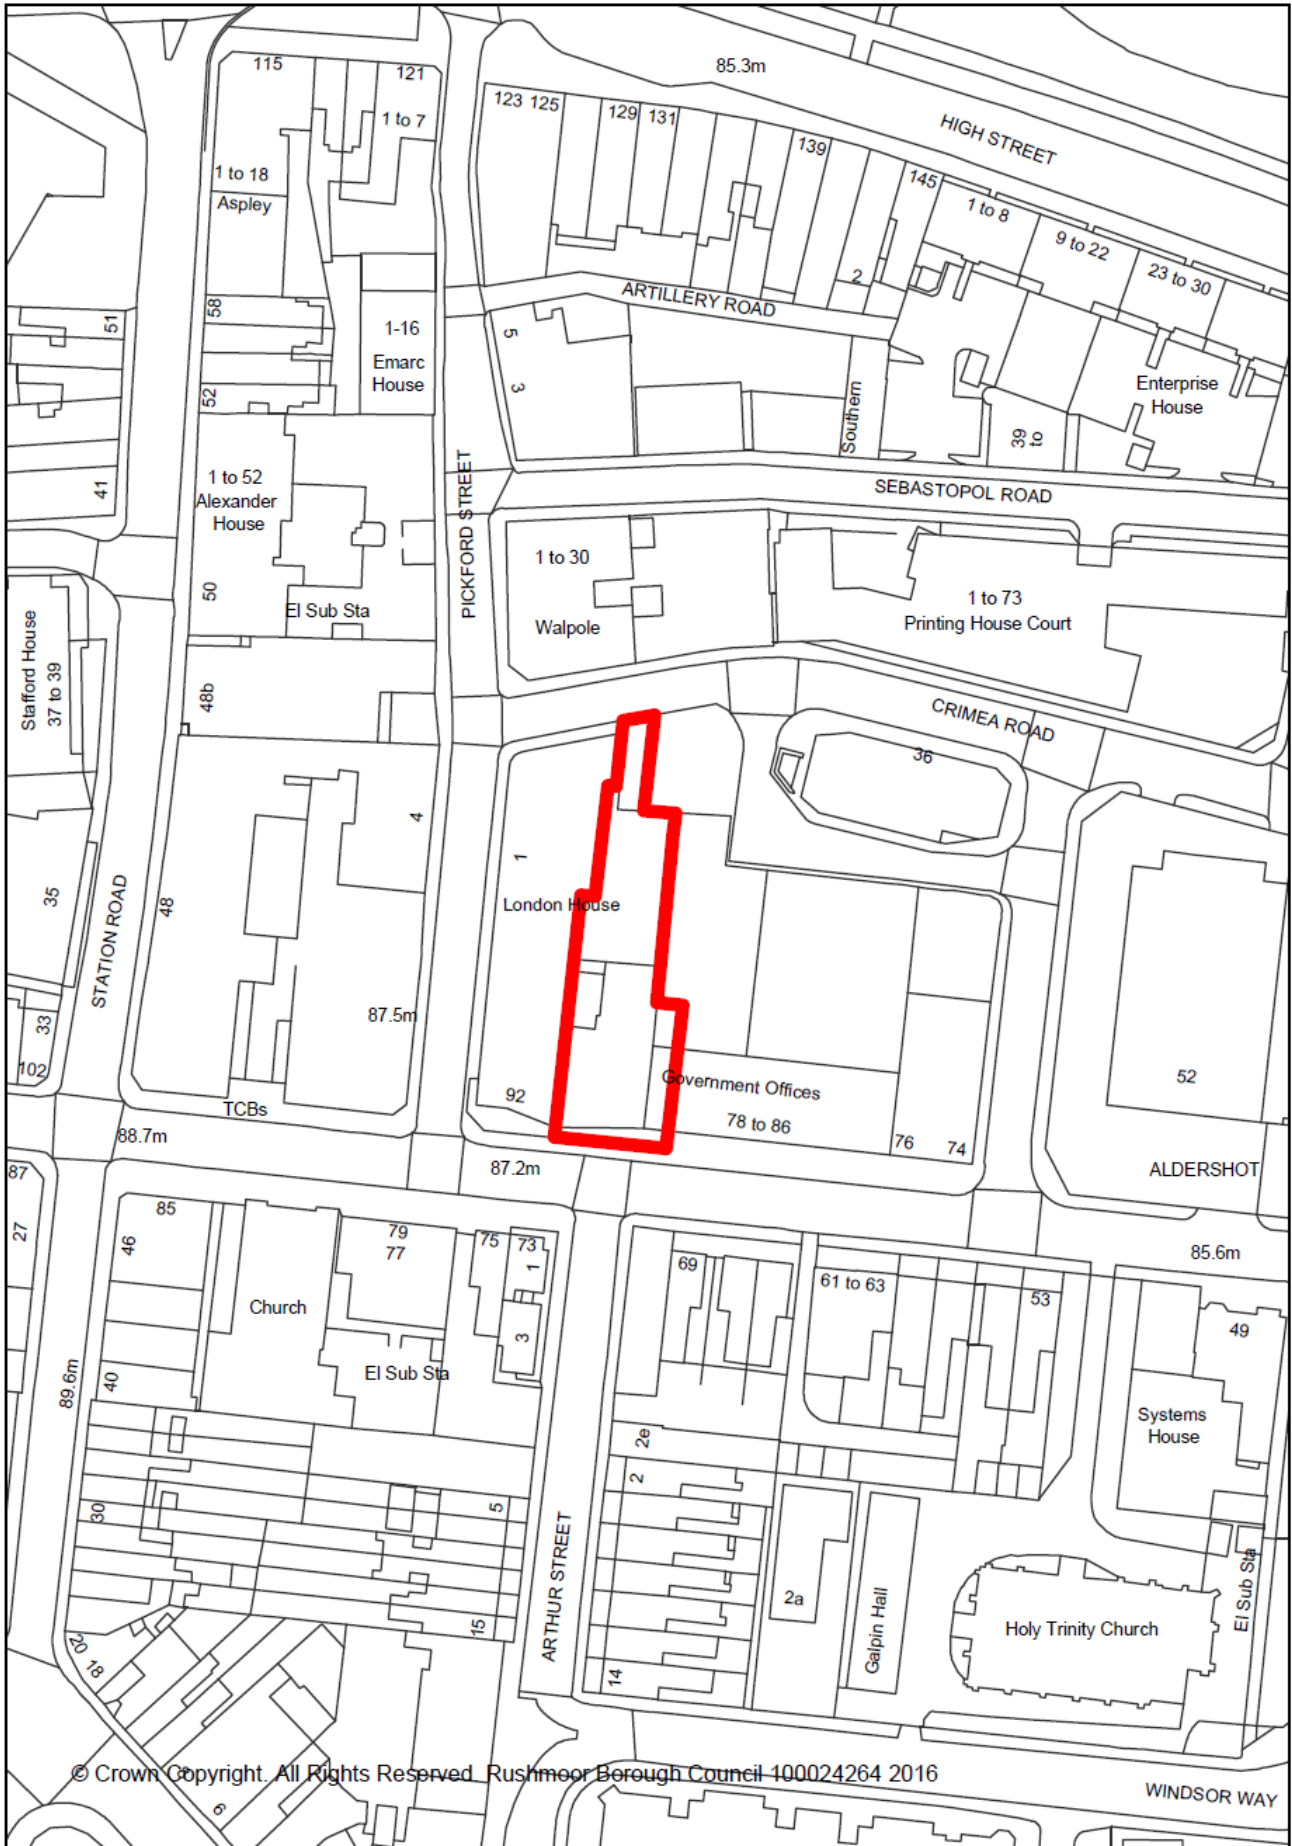 85.3m
115
121
123 125
129
131
139
145
HIGH STREET
1 to 7
1 to 18
Aspley
1 to 8
9 to 22
23 to 30
2
ARTILLERY ROAD
51
58
52
1-16
Emarc
House
5
3
Southern
39 to
Enterprise
House
41
1 to 52
Alexander
House
50
PICKFORD STREET
SEBASTOPOL ROAD
1 to 30
Walpole
1 to 73
Printing House Court
El Sub Sta
Stafford House
37 to 39
48b
CRIMEA ROAD
36
4
1
London House
35
48
STATION ROAD
33
102
87.5m
92
TCBs
Government Offices
78 to 86
76
74
52
88.7m
87.2m
ALDERSHOT
87
27
85
46
79
77
75
73
1
3
69
61 to 63
53
85.6m
49
Church
El Sub Sta
89.6m
40
Systems
House
2e
2
30
5
15
ARTHUR STREET
14
2a
Galpin Hall
Holy Trinity Church
El Sub Sta
20
18
6
© Crown Copyright. All Rights Reserved. Rushmoor Borough Council 100024264 2016
WINDSOR WAY